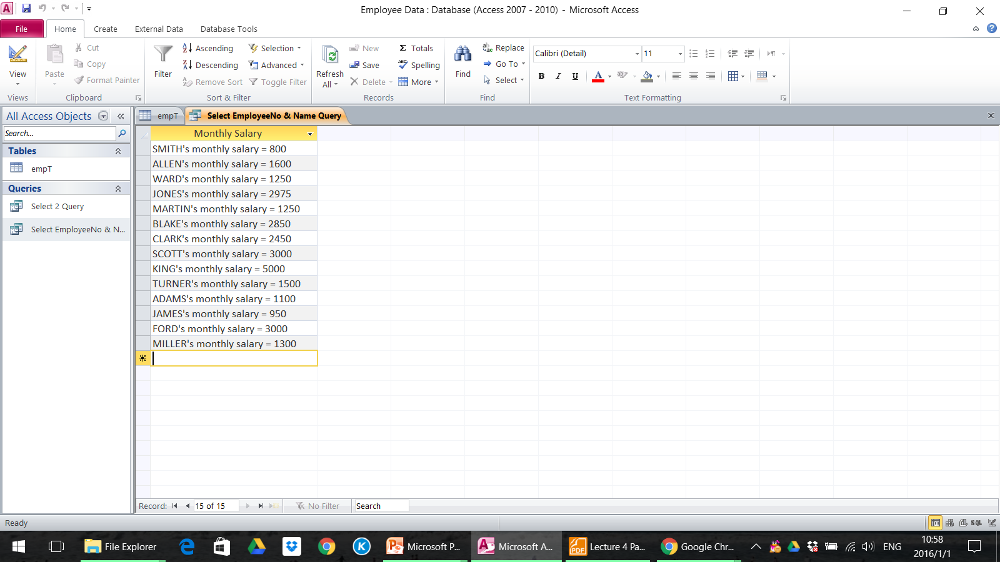 Employee Data : Database (Access 2007 - 2010) - Microsoft Access
File Home Create External Data Database Tools
View
Views
Paste
Cut
Copy
Format Painter
Clipboard
Filter
Ascending
Descending
Remove Sort
Selection
Advanced
Toggle Filter
Sort & Filter
Refresh
All
New
Save
Delete
Totals
Spelling
More
Records
Find
Replace
Go To
Select
Find
Calibri (Detail) 11
B I U
Text Formatting
All Access Objects
Search...
Tables
empT
Queries
Select 2 Query
Select EmployeeNo & N...
empT Select EmployeeNo & Name Query
Monthly Salary
SMITH's monthly salary = 800
ALLEN's monthly salary = 1600
WARD's monthly salary = 1250
JONES's monthly salary = 2975
MARTIN's monthly salary = 1250
BLAKE's monthly salary = 2850
CLARK's monthly salary = 2450
SCOTT's monthly salary = 3000
KING's monthly salary = 5000
TURNER's monthly salary = 1500
ADAMS's monthly salary = 1100
JAMES's monthly salary = 950
FORD's monthly salary = 3000
MILLER's monthly salary = 1300
Record: 15 of 15 No Filter Search
Ready SQL
File Explorer Microsoft P... Microsoft A... Lecture 4 Pa... Google Chr... ENG
10:58
2016/1/1